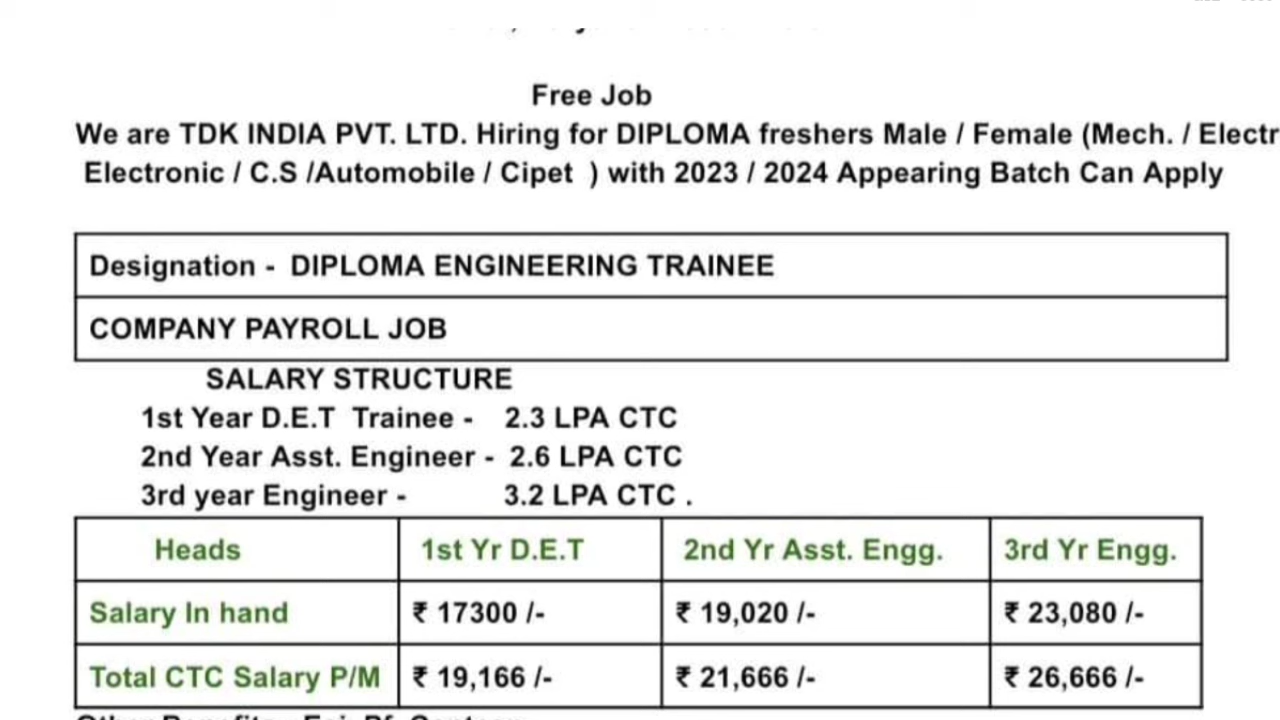 Free Job
We are TDK INDIA PVT. LTD. Hiring for DIPLOMA freshers Male / Female (Mech. / Electr
Electronic / C.S /Automobile / Cipet ) with 2023 / 2024 Appearing Batch Can Apply
Designation - DIPLOMA ENGINEERING TRAINEE
COMPANY PAYROLL JOB
SALARY STRUCTURE
1st Year D.E.T Trainee - 2.3 LPA CTC
2nd Year Asst. Engineer - 2.6 LPA CTC
3rd year Engineer - 3.2 LPA CTC .
Heads 1st Yr D.E.T 2nd Yr Asst. Engg. 3rd Yr Engg.
Salary In hand ₹ 17300 /- ₹ 19,020 /- ₹ 23,080 /-
Total CTC Salary P/M ₹ 19,166 /- ₹ 21,666 /- ₹ 26,666 /-